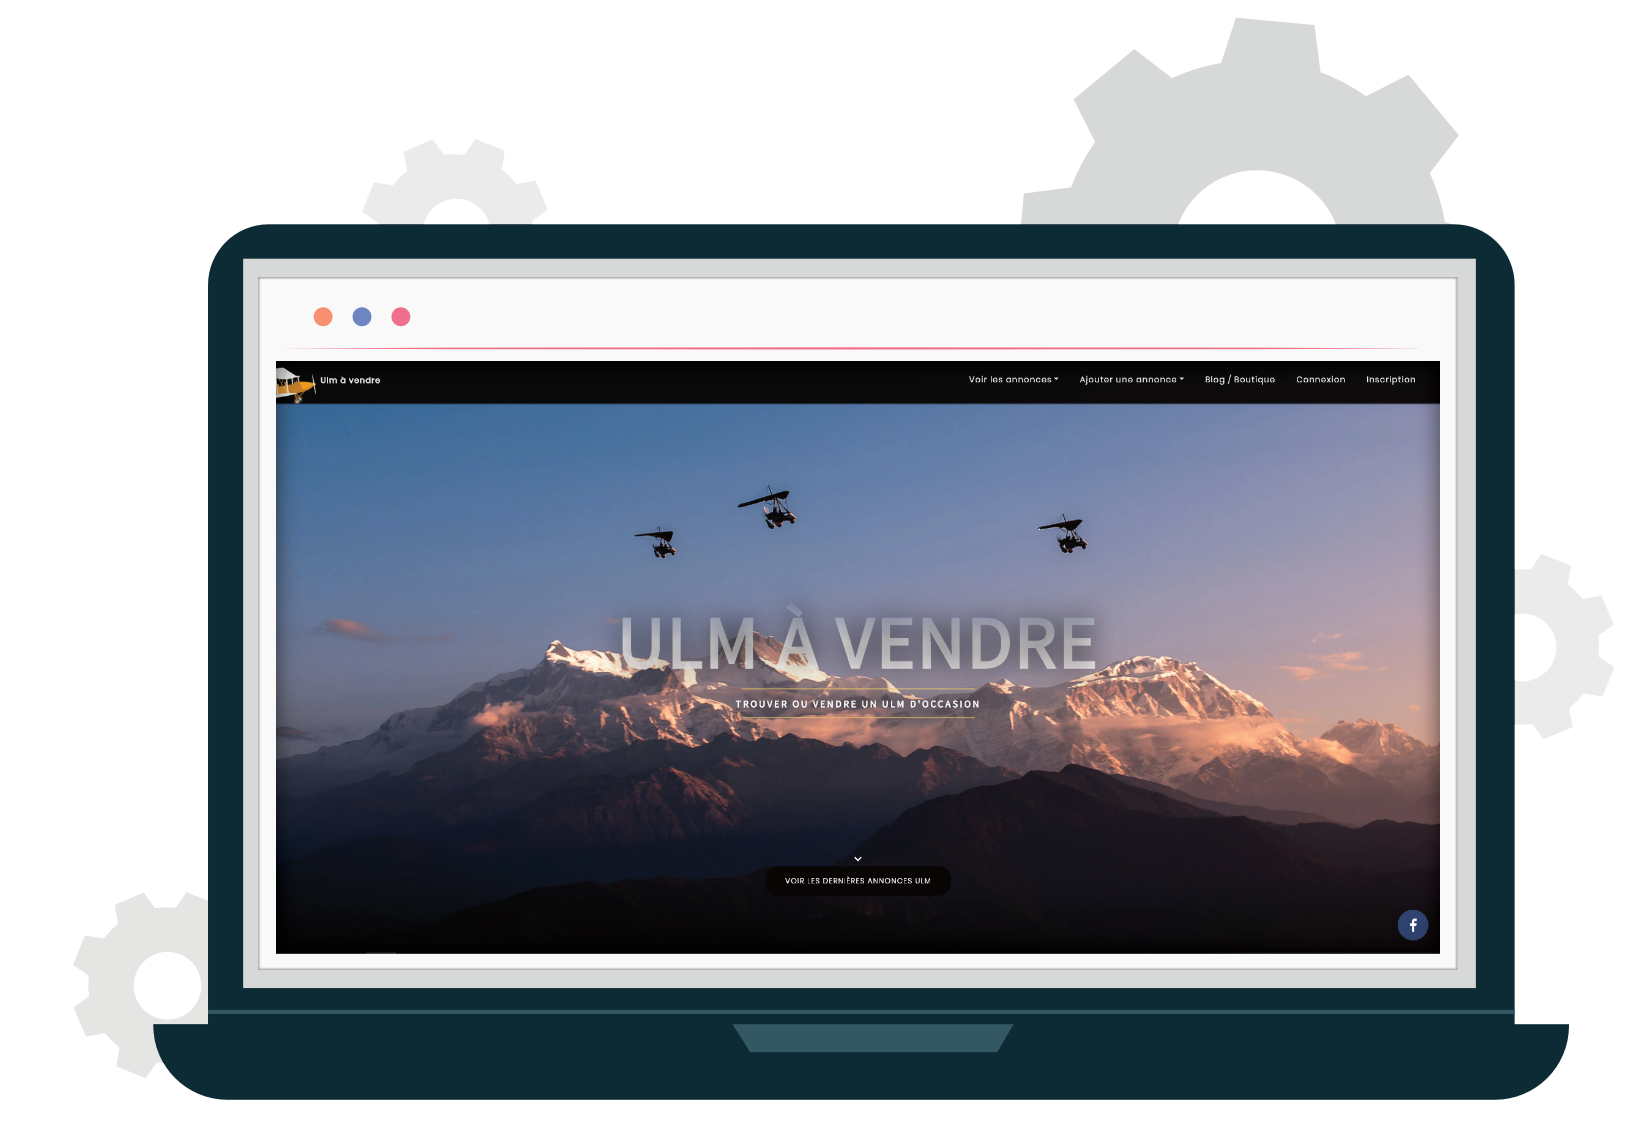 Ulm à vendre
Voir les annonces Ajouter une annonce Blog / Boutique Connexion Inscription
ULM À VENDRE
TROUVER OU VENDRE UN ULM D'OCCASION
VOIR LES DERNIÈRES ANNONCES ULM